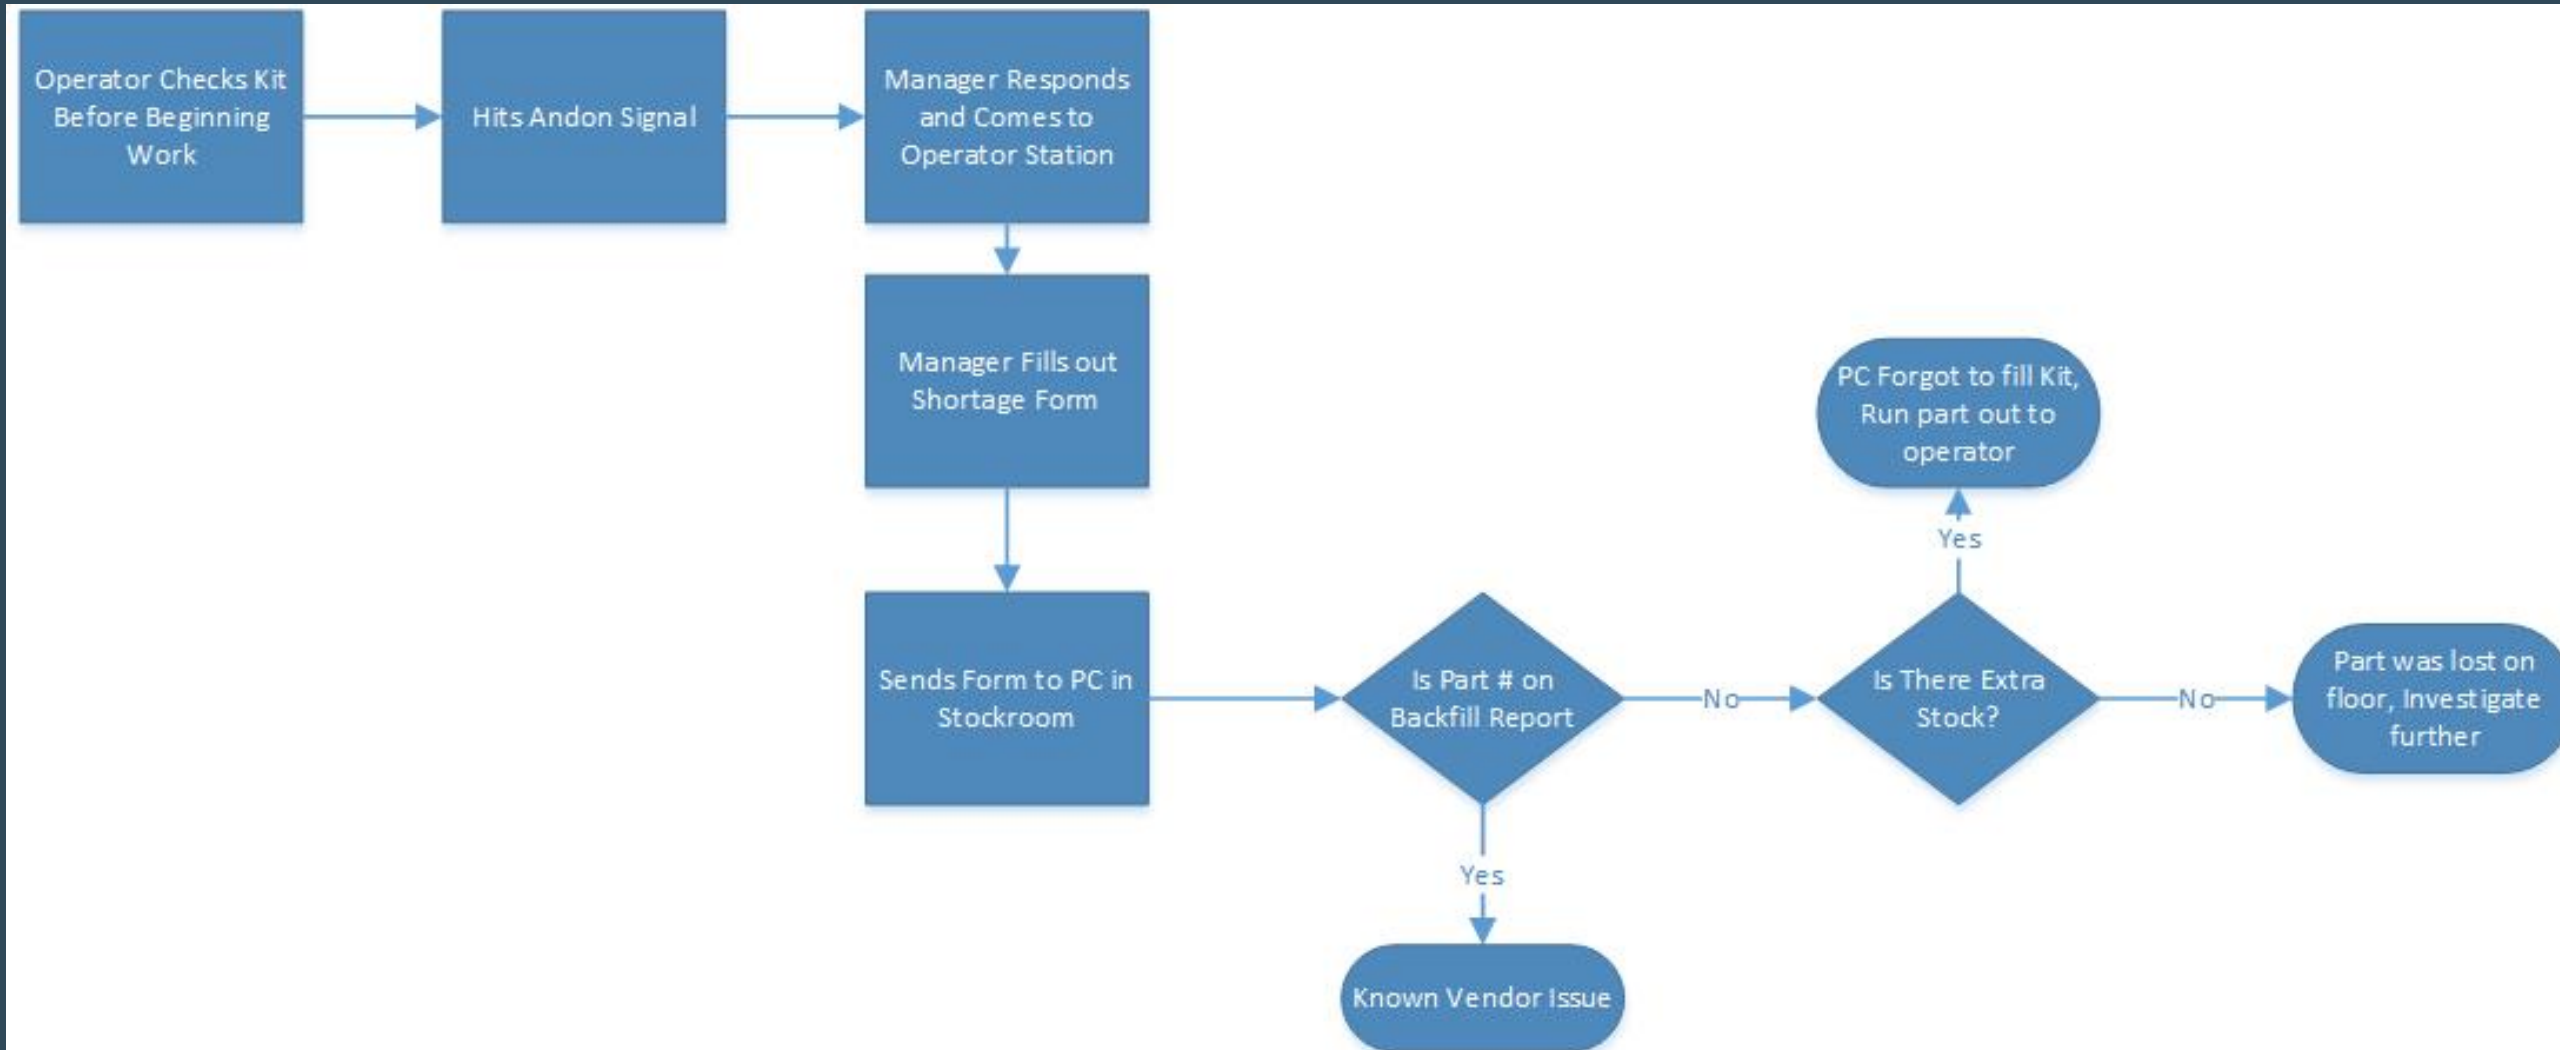 Operator Checks Kit
Before Beginning
Work
Hits Andon Signal
Manager Responds
and Comes to
Operator Station
Manager Fills out
Shortage Form
Sends Form to PC in
Stockroom
Is Part # on
Backfill Report
No
Yes
Known Vendor Issue
Is There Extra
Stock?
Yes
PC Forgot to fill Kit,
Run part out to
operator
No
Part was lost on
floor, Investigate
further